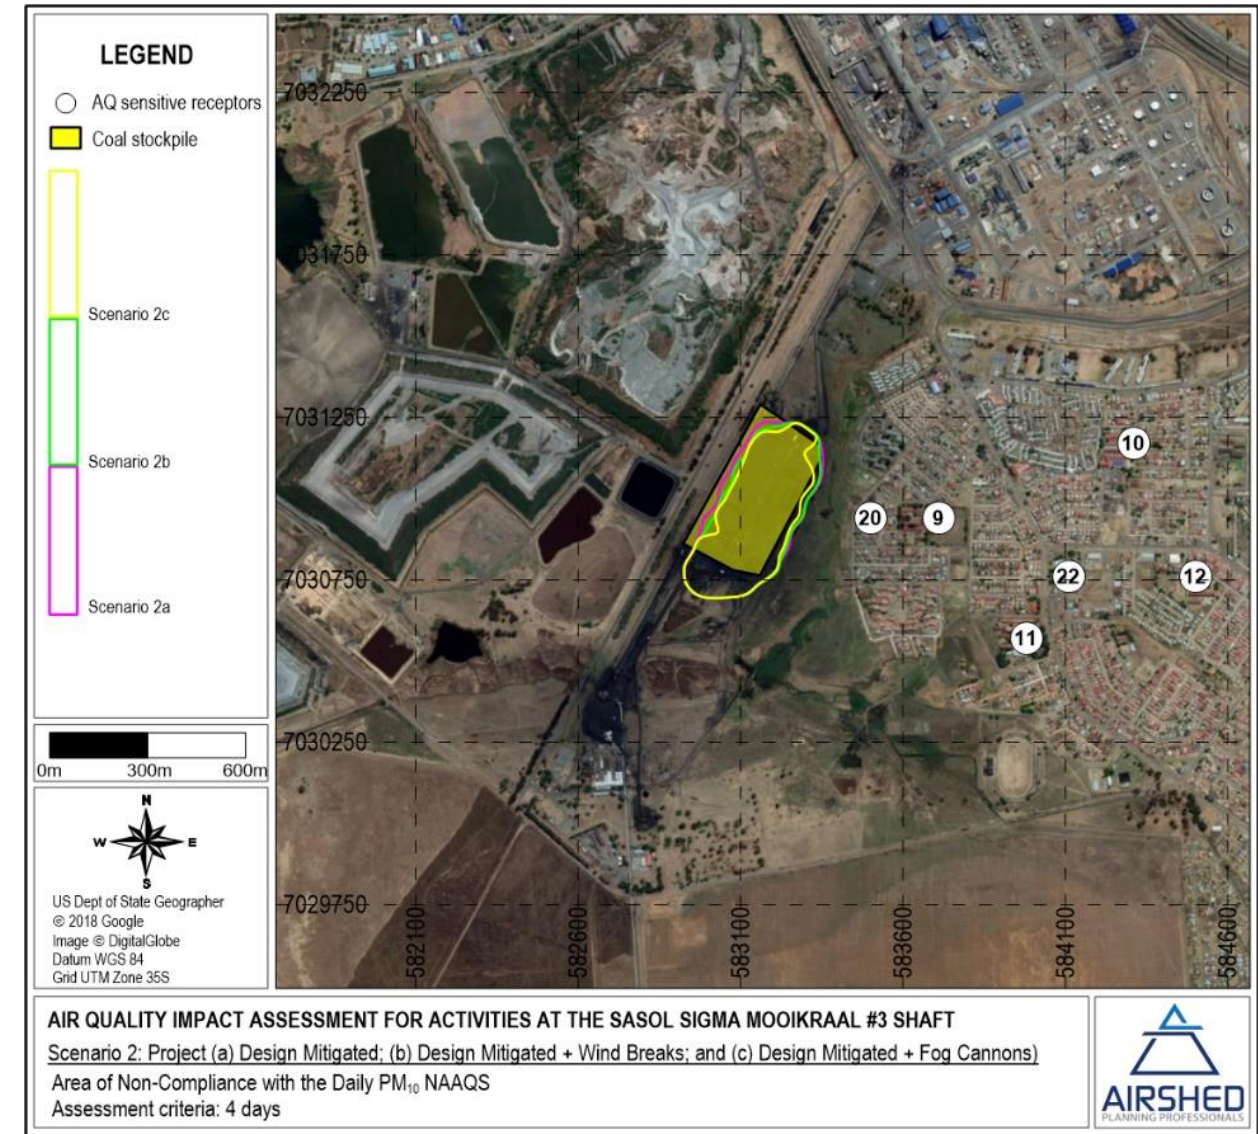 LEGEND
AQ sensitive receptors
Coal stockpile
Scenario 2c
Scenario 2b
Scenario 2a
0m 300m 600m
N
W E
S
US Dept of State Geographer
© 2018 Google
Image © DigitalGlobe
Datum WGS 84
Grid UTM Zone 35S
7032250
7031750
7031250
7030750
7030250
7029750
582100
582600
583100
583600
584100
584600
10
20
9
22
12
11
AIR QUALITY IMPACT ASSESSMENT FOR ACTIVITIES AT THE SASOL SIGMA MOOIKRAAL #3 SHAFT
Scenario 2: Project (a) Design Mitigated; (b) Design Mitigated + Wind Breaks; and (c) Design Mitigated + Fog Cannons)
Area of Non-Compliance with the Daily PM₁₀ NAAQS
Assessment criteria: 4 days
AIRSHED
PLANNING PROFESSIONALS